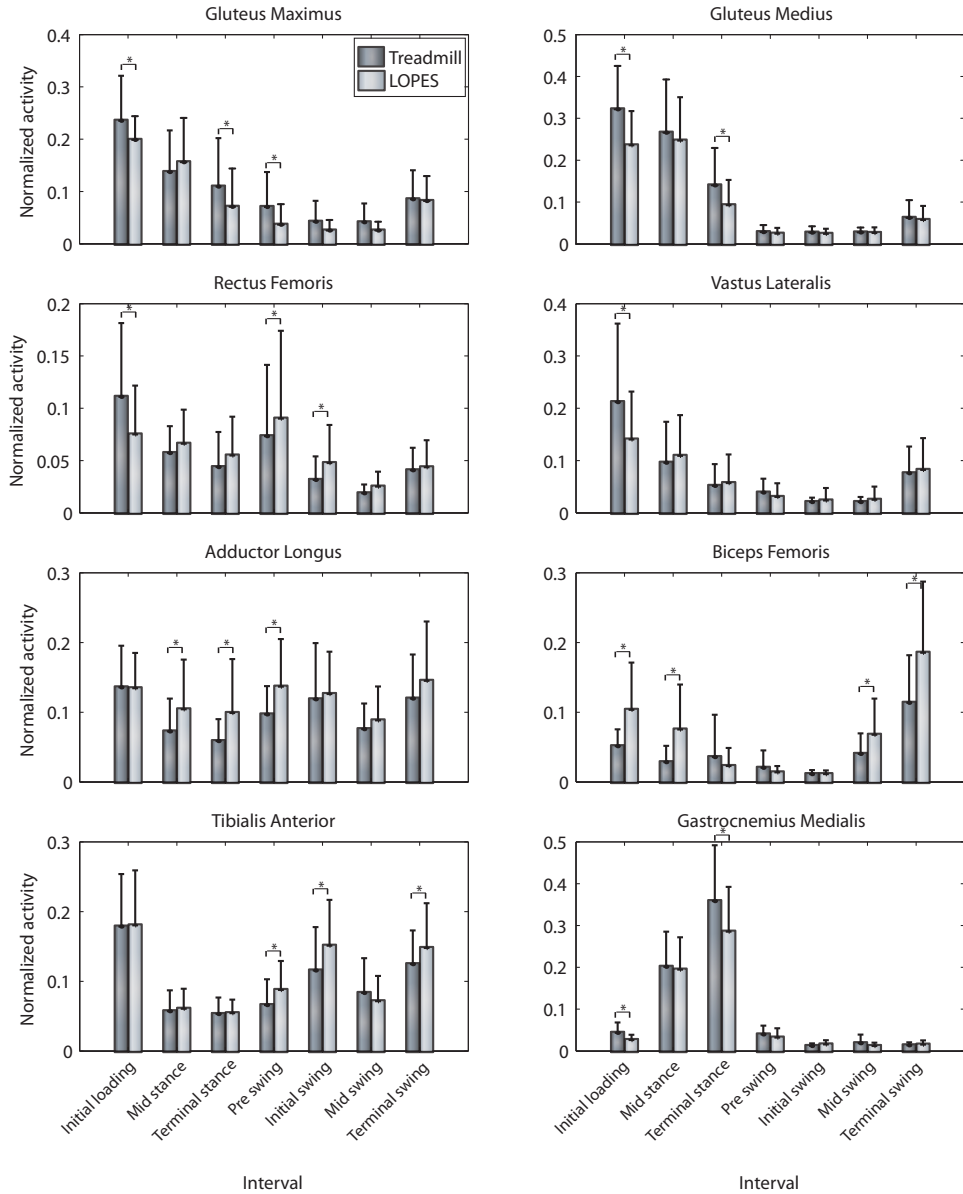 Gluteus Maximus
Gluteus Medius
Normalized activity
0.4
0.3
0.2
0.1
0
*
*
*
Treadmill
LOPES
0.5
0.4
0.3
0.2
0.1
0
*
*
Rectus Femoris
Vastus Lateralis
Normalized activity
0.2
0.15
0.1
0.05
0
*
*
*
0.4
0.3
0.2
0.1
0
*
Adductor Longus
Biceps Femoris
Normalized activity
0.3
0.2
0.1
0
*
*
*
0.3
0.2
0.1
0
*
*
*
*
Tibialis Anterior
Gastrocnemius Medialis
Normalized activity
0.3
0.2
0.1
0
*
*
*
0.5
0.4
0.3
0.2
0.1
0
*
*
Initial loading
Mid stance
Terminal stance
Pre swing
Initial swing
Mid swing
Terminal swing
Initial loading
Mid stance
Terminal stance
Pre swing
Initial swing
Mid swing
Terminal swing
Interval
Interval